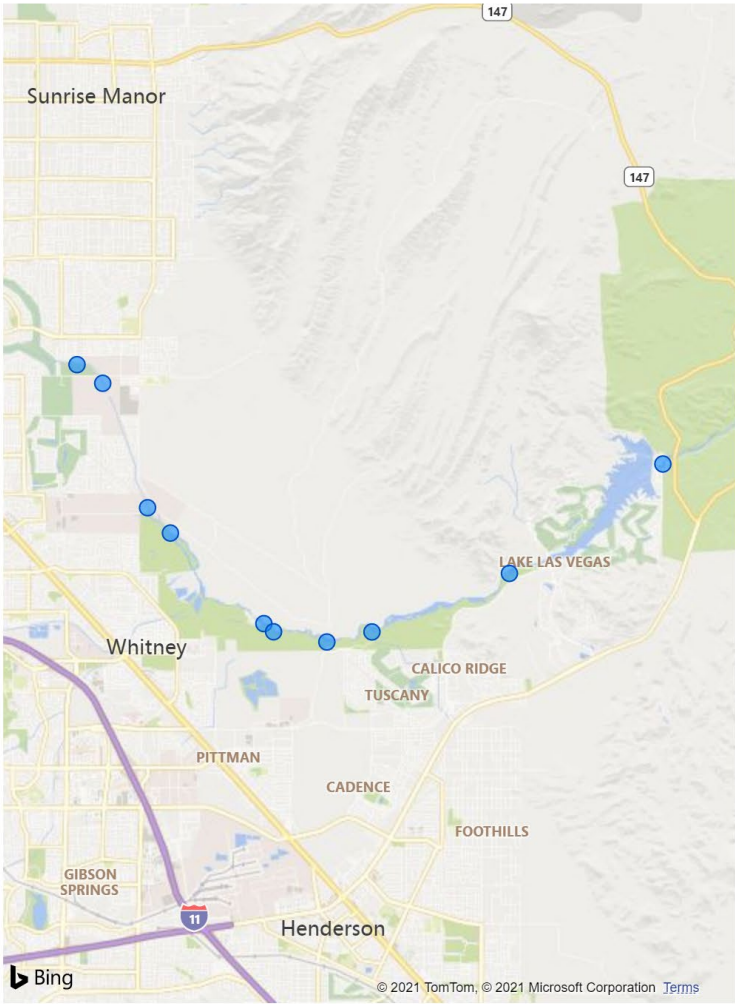 147
Sunrise Manor
147
LAKE LAS VEGAS
Whitney
CALICO RIDGE
TUSCANY
PITTMAN
CADENCE
FOOTHILLS
GIBSON
SPRINGS
11
Henderson
Bing
© 2021 TomTom, © 2021 Microsoft Corporation Terms